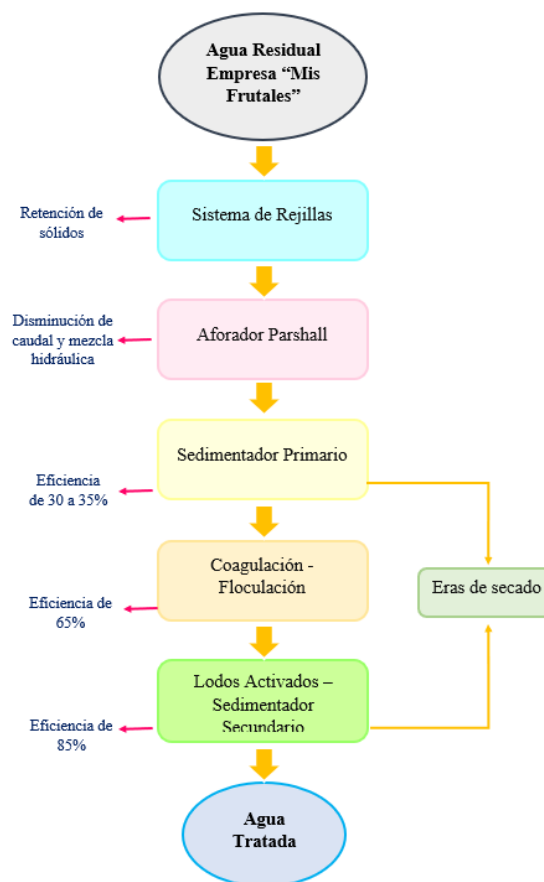 Agua Residual
Empresa “Mis
Frutales”
Retención de
sólidos
Sistema de Rejillas
Disminución de
caudal y mezcla
hidráulica
Aforador Parshall
Sedimentador Primario
Eficiencia
de 30 a 35%
Coagulación -
Floculación
Eficiencia de
65%
Eras de secado
Lodos Activados –
Sedimentador
Secundario
Eficiencia de
85%
Agua
Tratada